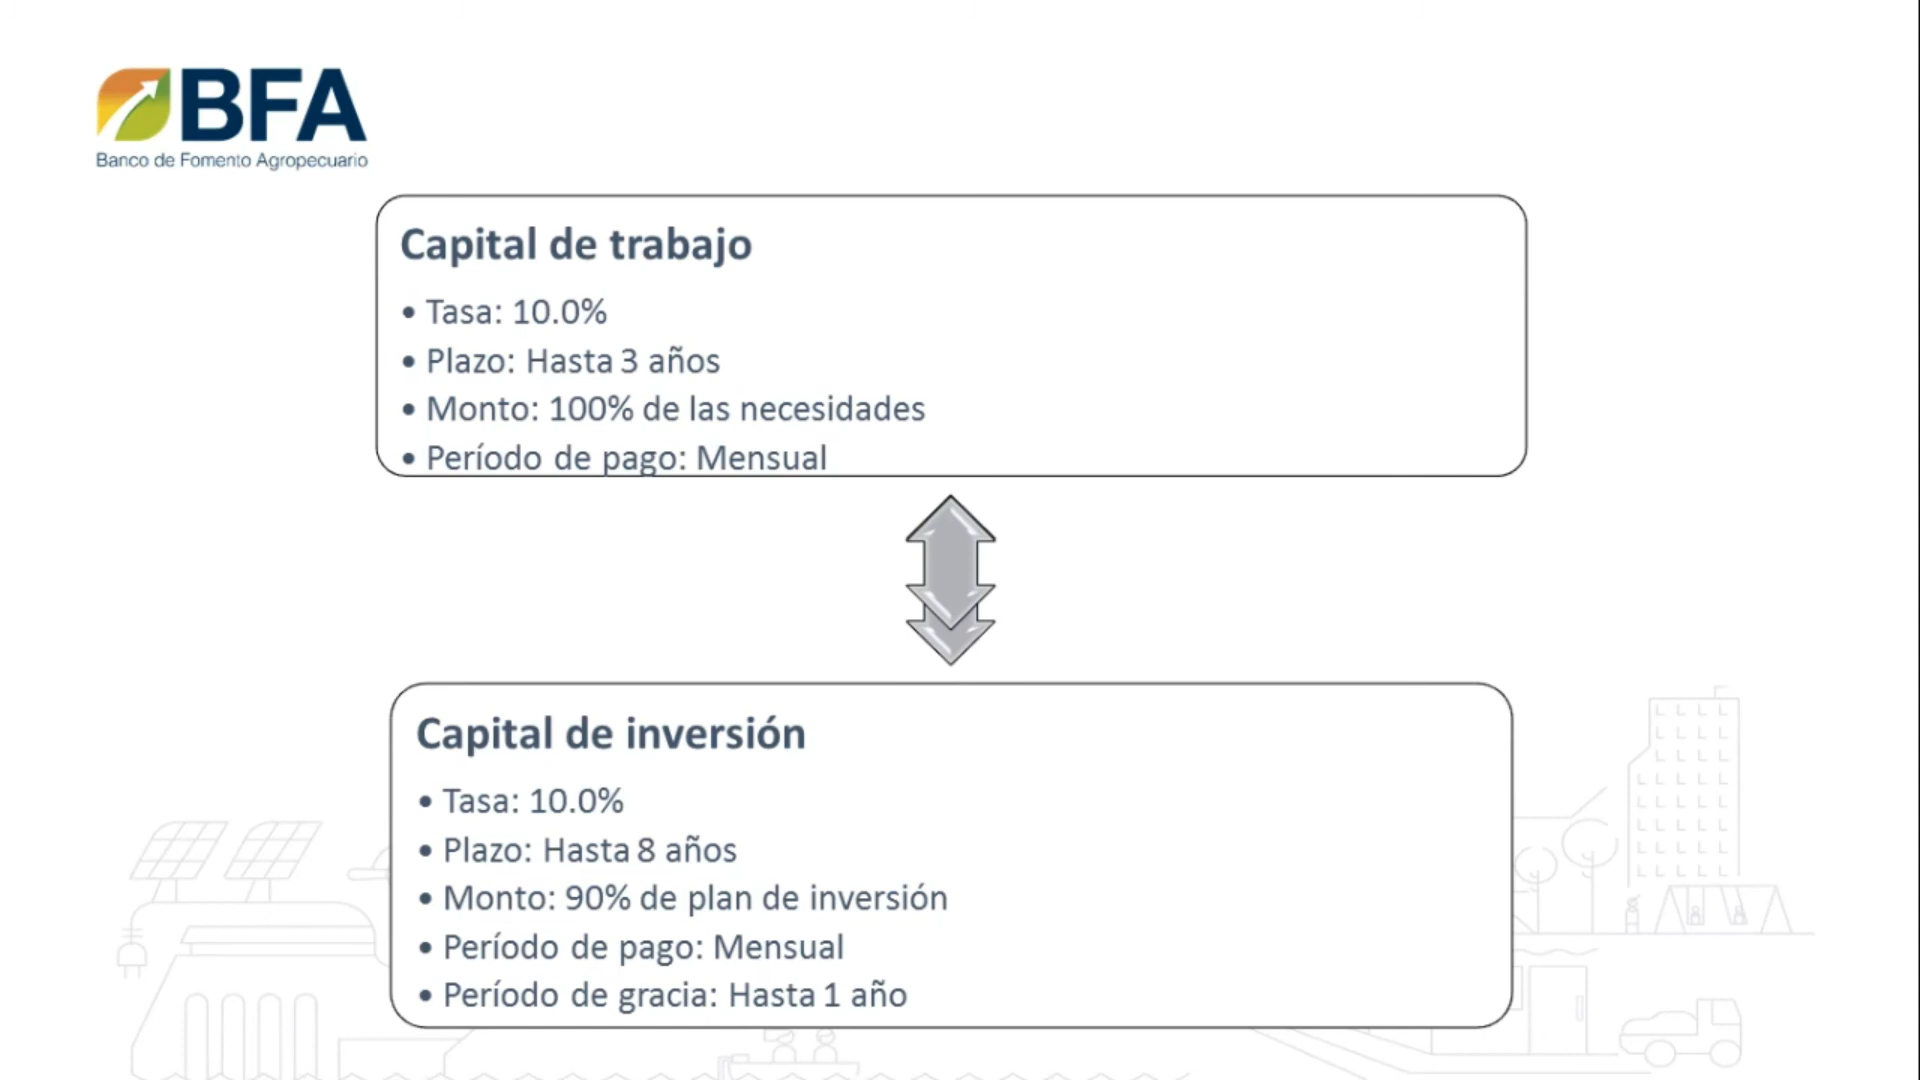 BFA
Banco de Fomento Agropecuario
Capital de trabajo
• Tasa: 10.0%
• Plazo: Hasta 3 años
• Monto: 100% de las necesidades
• Período de pago: Mensual
Capital de inversión
• Tasa: 10.0%
• Plazo: Hasta 8 años
• Monto: 90% de plan de inversión
• Período de pago: Mensual
• Período de gracia: Hasta 1 año